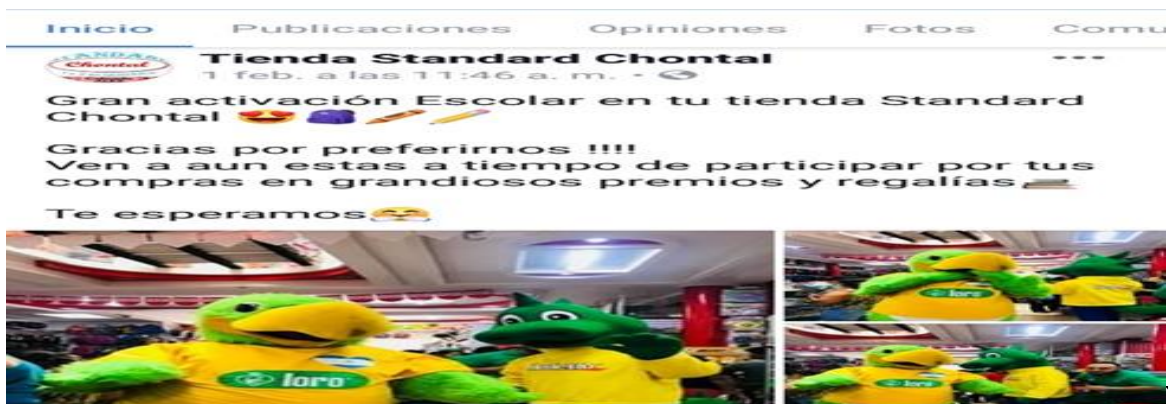 Inicio Publicaciones Opiniones Fotos Comu
Chontal
Tienda Standard Chontal
1 feb. a las 11:46 a. m.
Gran activación Escolar en tu tienda Standard
Chontal 😍🎒🖍️✏️
Gracias por preferirnos !!!!
Ven a aun estas a tiempo de participar por tus
compras en grandiosos premios y regalías📚
Te esperamos🤗
loro
loro
loro